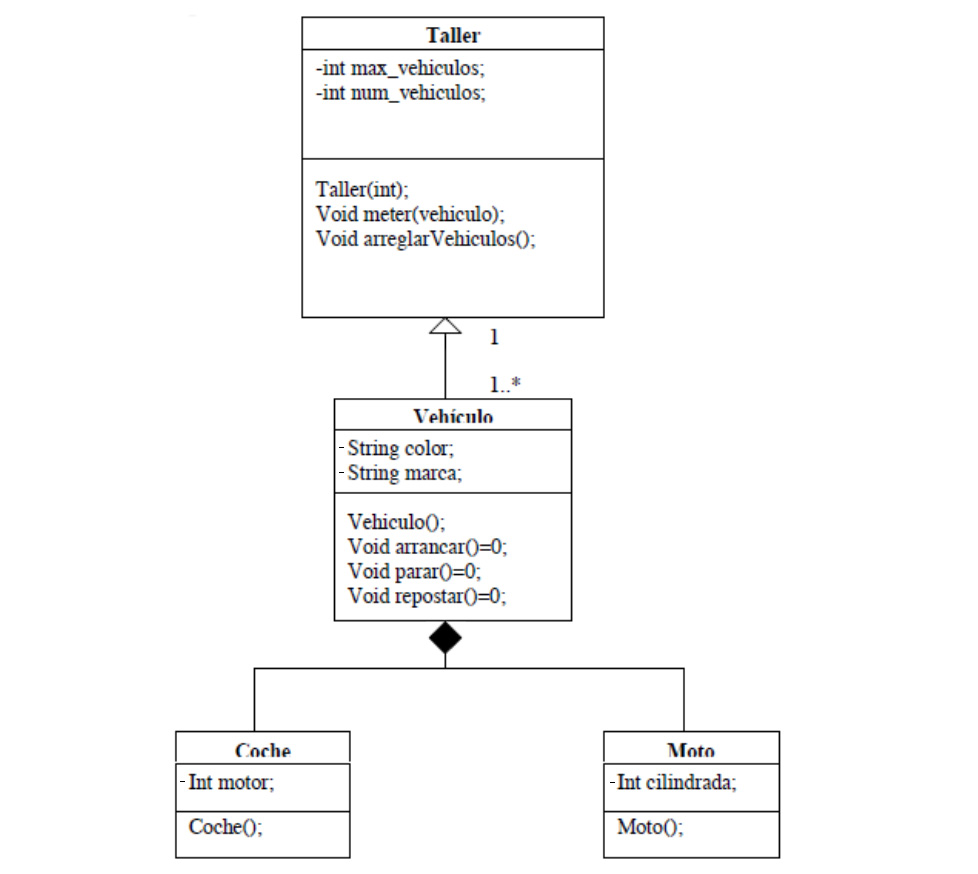 Taller
-int max_vehiculos;
-int num_vehiculos;
Taller(int);
Void meter(vehiculo);
Void arreglarVehiculos();
1
1..*
Vehículo
- String color;
- String marca;
Vehiculo();
Void arrancar()=0;
Void parar()=0;
Void repostar()=0;
Coche
- Int motor;
Coche();
Moto
- Int cilindrada;
Moto();